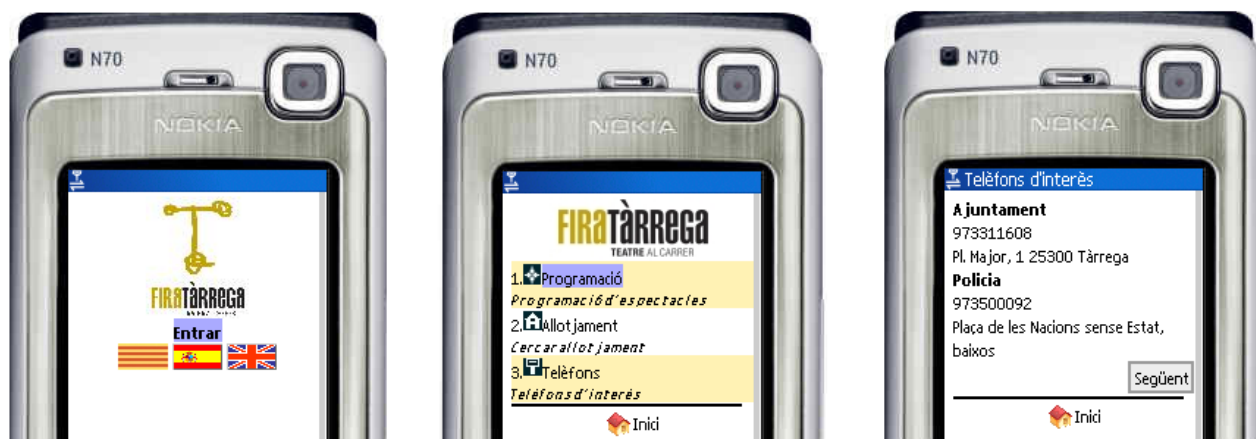 N70
NOKIA
FIRATÀRREGA
Entrar
N70
NOKIA
FIRATÀRREGA
TEATRE AL CARRER
1. Programació
Programació d'espectacles
2. Allotjament
Cercar allotjament
3. Telèfons
Telèfons d'interès
Inici
N70
NOKIA
Telèfons d'interès
Ajuntament
973311608
Pl. Major, 1 25300 Tàrrega
Policia
973500092
Plaça de les Nacions sense Estat,
baixos
Següent
Inici